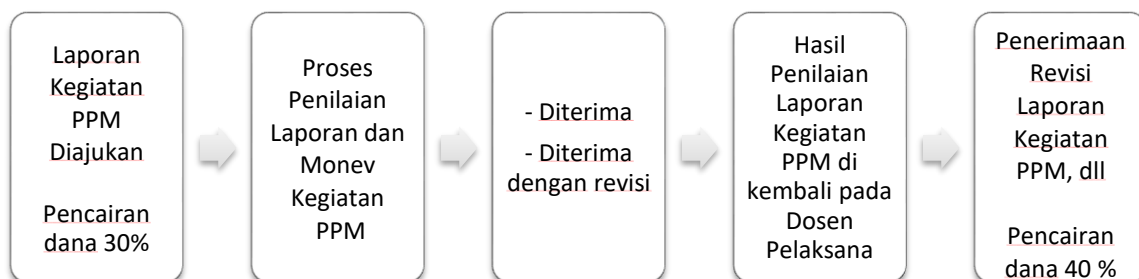 Laporan
Kegiatan
PPM
Diajukan
Pencairan
dana 30%
Proses
Penilaian
Laporan dan
Monev
Kegiatan
PPM
- Diterima
- Diterima
dengan revisi
Hasil
Penilaian
Laporan
Kegiatan
PPM di
kembali pada
Dosen
Pelaksana
Penerimaan
Revisi
Laporan
Kegiatan
PPM, dll
Pencairan
dana 40 %